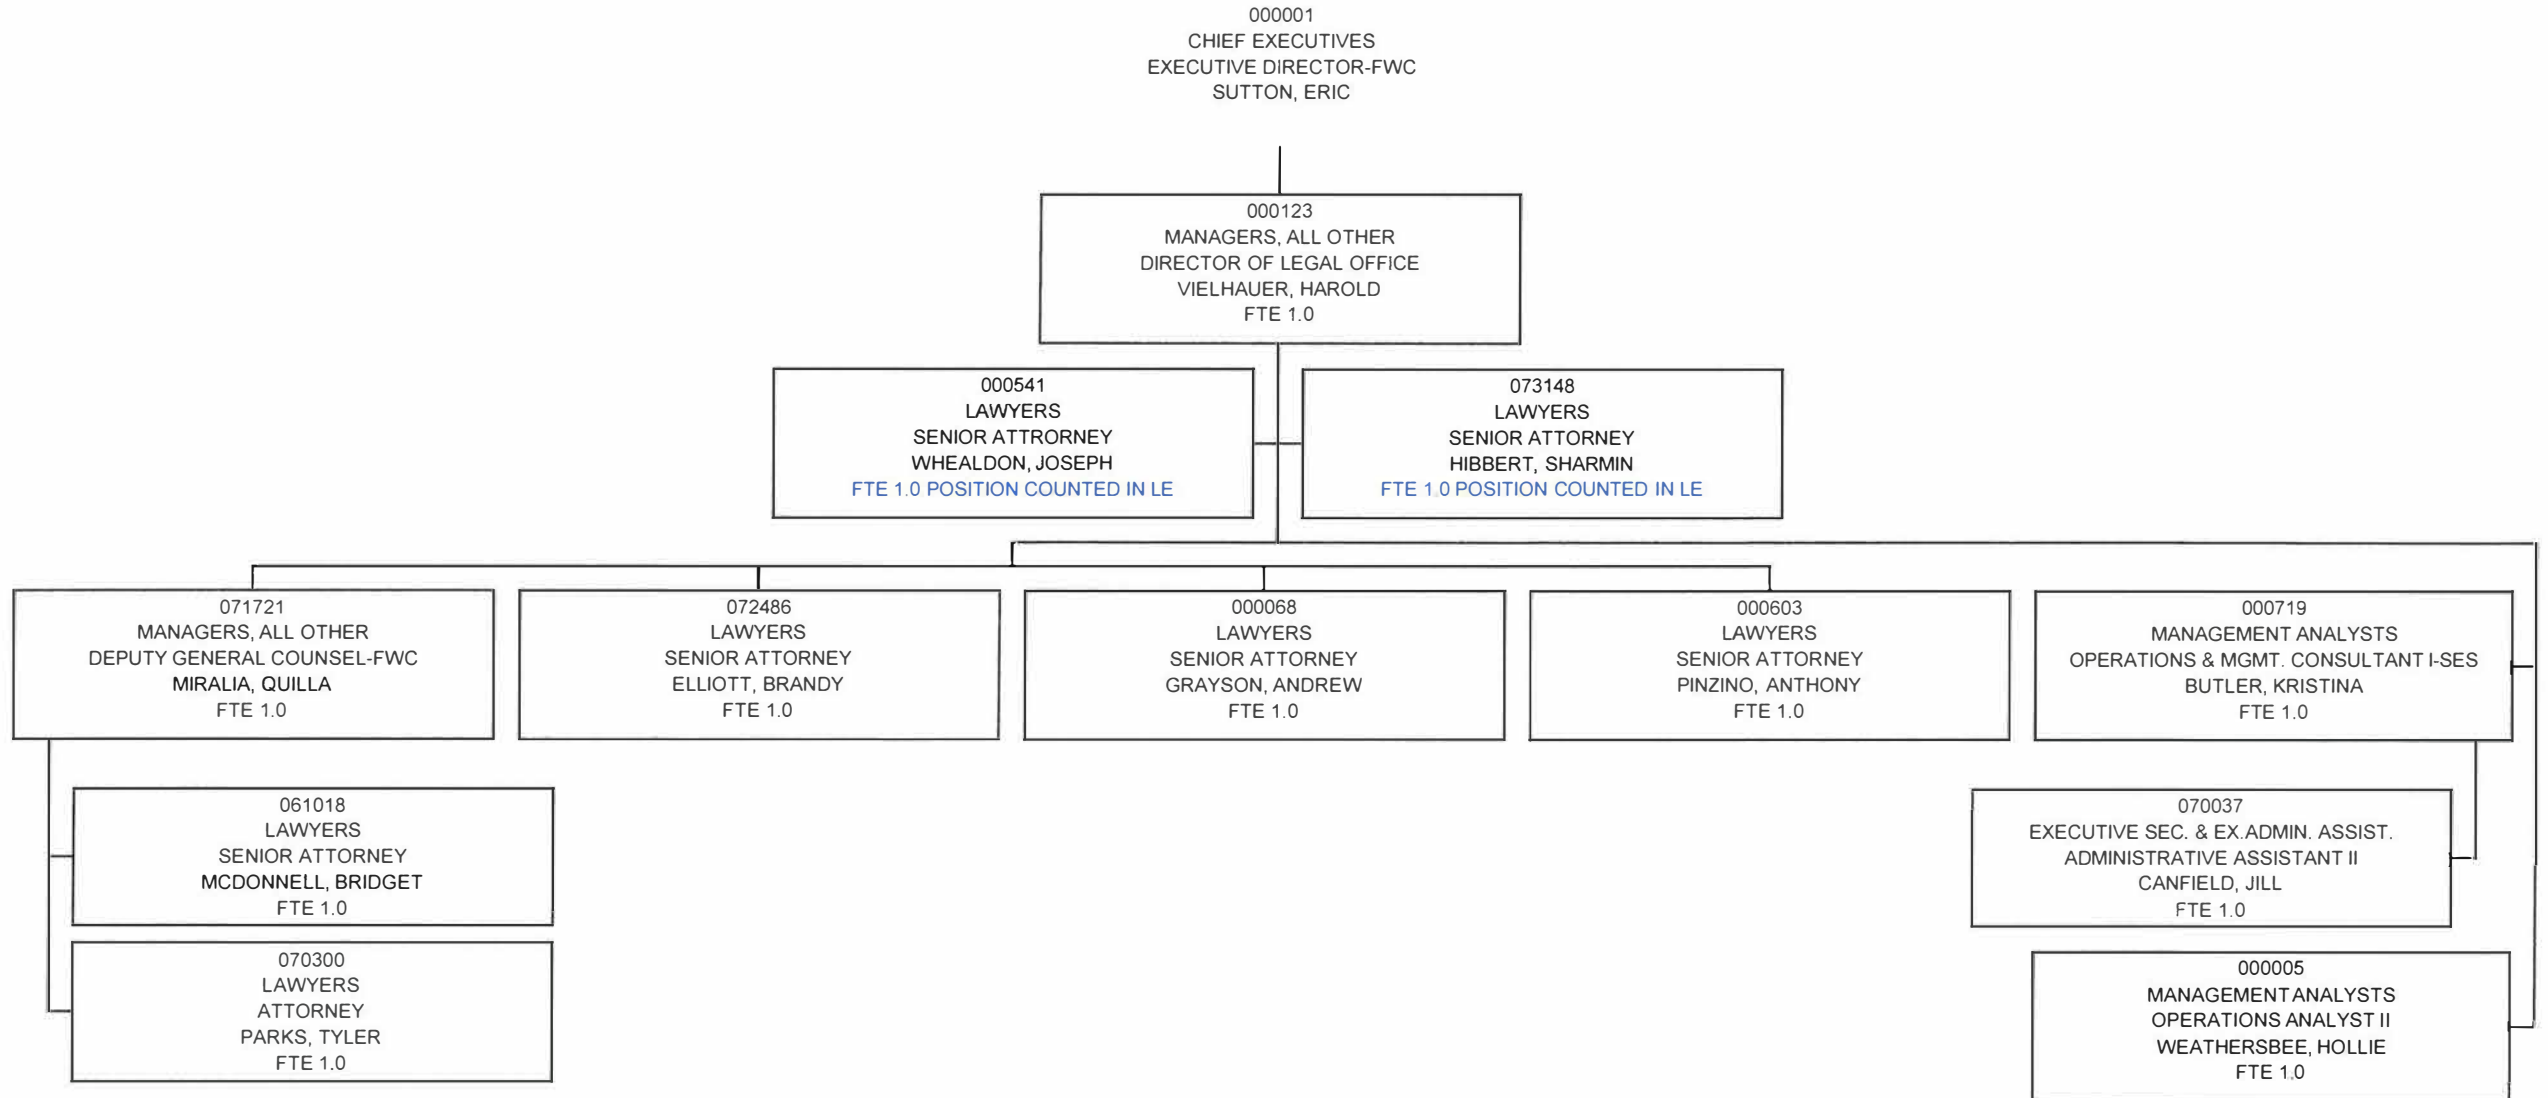 000001
CHIEF EXECUTIVES
EXECUTIVE DIRECTOR-FWC
SUTTON, ERIC
000123
MANAGERS, ALL OTHER
DIRECTOR OF LEGAL OFFICE
VIELHAUER, HAROLD
FTE 1.0
000541
LAWYERS
SENIOR ATTRORNEY
WHEALDON, JOSEPH
FTE 1.0 POSITION COUNTED IN LE
073148
LAWYERS
SENIOR ATTORNEY
HIBBERT, SHARMIN
FTE 1.0 POSITION COUNTED IN LE
071721
MANAGERS, ALL OTHER
DEPUTY GENERAL COUNSEL-FWC
MIRALIA, QUILLA
FTE 1.0
072486
LAWYERS
SENIOR ATTORNEY
ELLIOTT, BRANDY
FTE 1.0
000068
LAWYERS
SENIOR ATTORNEY
GRAYSON, ANDREW
FTE 1.0
000603
LAWYERS
SENIOR ATTORNEY
PINZINO, ANTHONY
FTE 1.0
000719
MANAGEMENT ANALYSTS
OPERATIONS & MGMT. CONSULTANT I-SES
BUTLER, KRISTINA
FTE 1.0
061018
LAWYERS
SENIOR ATTORNEY
MCDONNELL, BRIDGET
FTE 1.0
070037
EXECUTIVE SEC. & EX.ADMIN. ASSIST.
ADMINISTRATIVE ASSISTANT II
CANFIELD, JILL
FTE 1.0
070300
LAWYERS
ATTORNEY
PARKS, TYLER
FTE 1.0
000005
MANAGEMENT ANALYSTS
OPERATIONS ANALYST II
WEATHERSBEE, HOLLIE
FTE 1.0